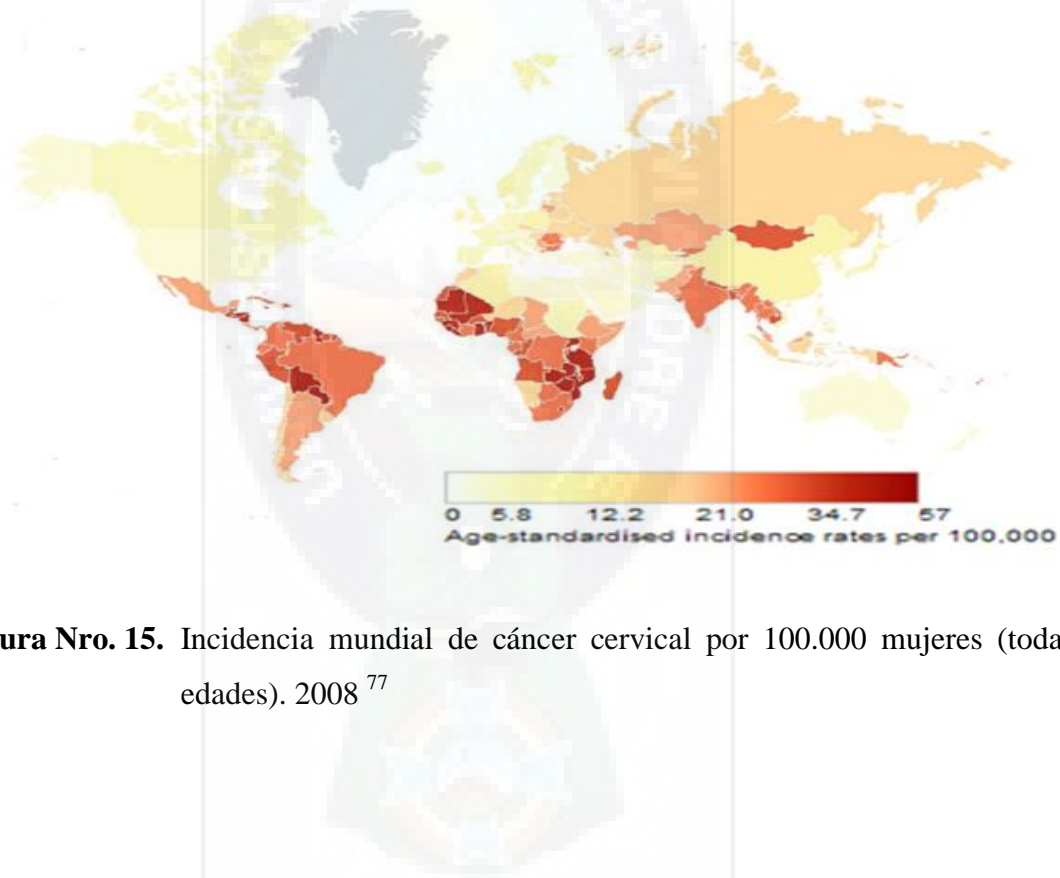 0 5.8 12.2 21.0 34.7 57
Age-standardised incidence rates per 100,000
ura Nro. 15. Incidencia mundial de cáncer cervical por 100.000 mujeres (toda
edades). 2008 77